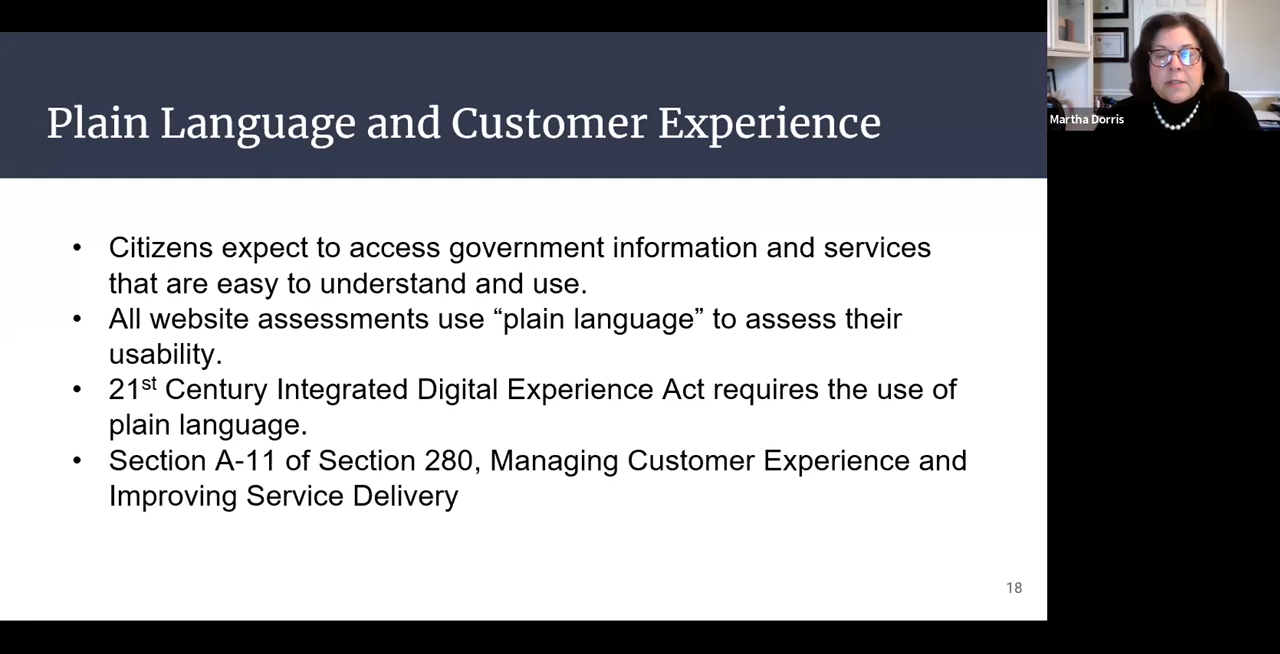 Plain Language and Customer Experience
Martha Dorris
• Citizens expect to access government information and services
that are easy to understand and use.
• All website assessments use “plain language” to assess their
usability.
• 21st Century Integrated Digital Experience Act requires the use of
plain language.
• Section A-11 of Section 280, Managing Customer Experience and
Improving Service Delivery
18